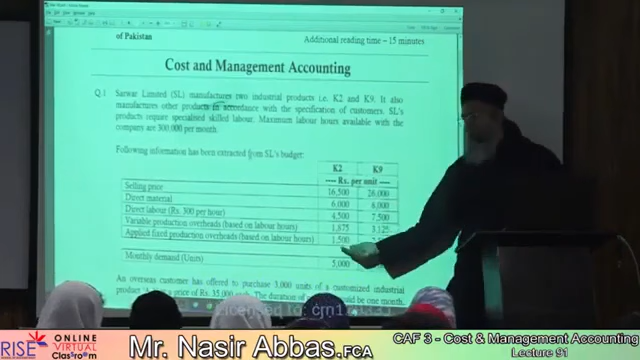 of Pakistan
Additional reading time – 15 minutes
Cost and Management Accounting
Q.1 Sarwar Limited (SL) manufactures two industrial products i.e. K2 and K9. It also
manufactures other products in accordance with the specification of customers. SL's
products require specialised skilled labour. Maximum labour hours available with
the company are 300,000 per month.
Following information has been extracted from SL's budget:
K2 K9
---- Rs. per unit ----
Selling price 16,500 26,000
Direct material 6,000 8,000
Direct labour (Rs. 300 per hour) 4,500 7,500
Variable production overheads (based on labour hours) 1,875 3,125
Applied fixed production overheads (based on labour hours) 1,500
Monthly demand (Units) 5,000
An overseas customer has offered to purchase 3,000 units of a customized industrial
product a price of Rs. 35,000 The duration of be one month.
Licensed to:
RISE ONLINE VIRTUAL Classroom
Mr. Nasir Abbas, FCA
CAF 3 - Cost & Management Accounting
Lecture 91